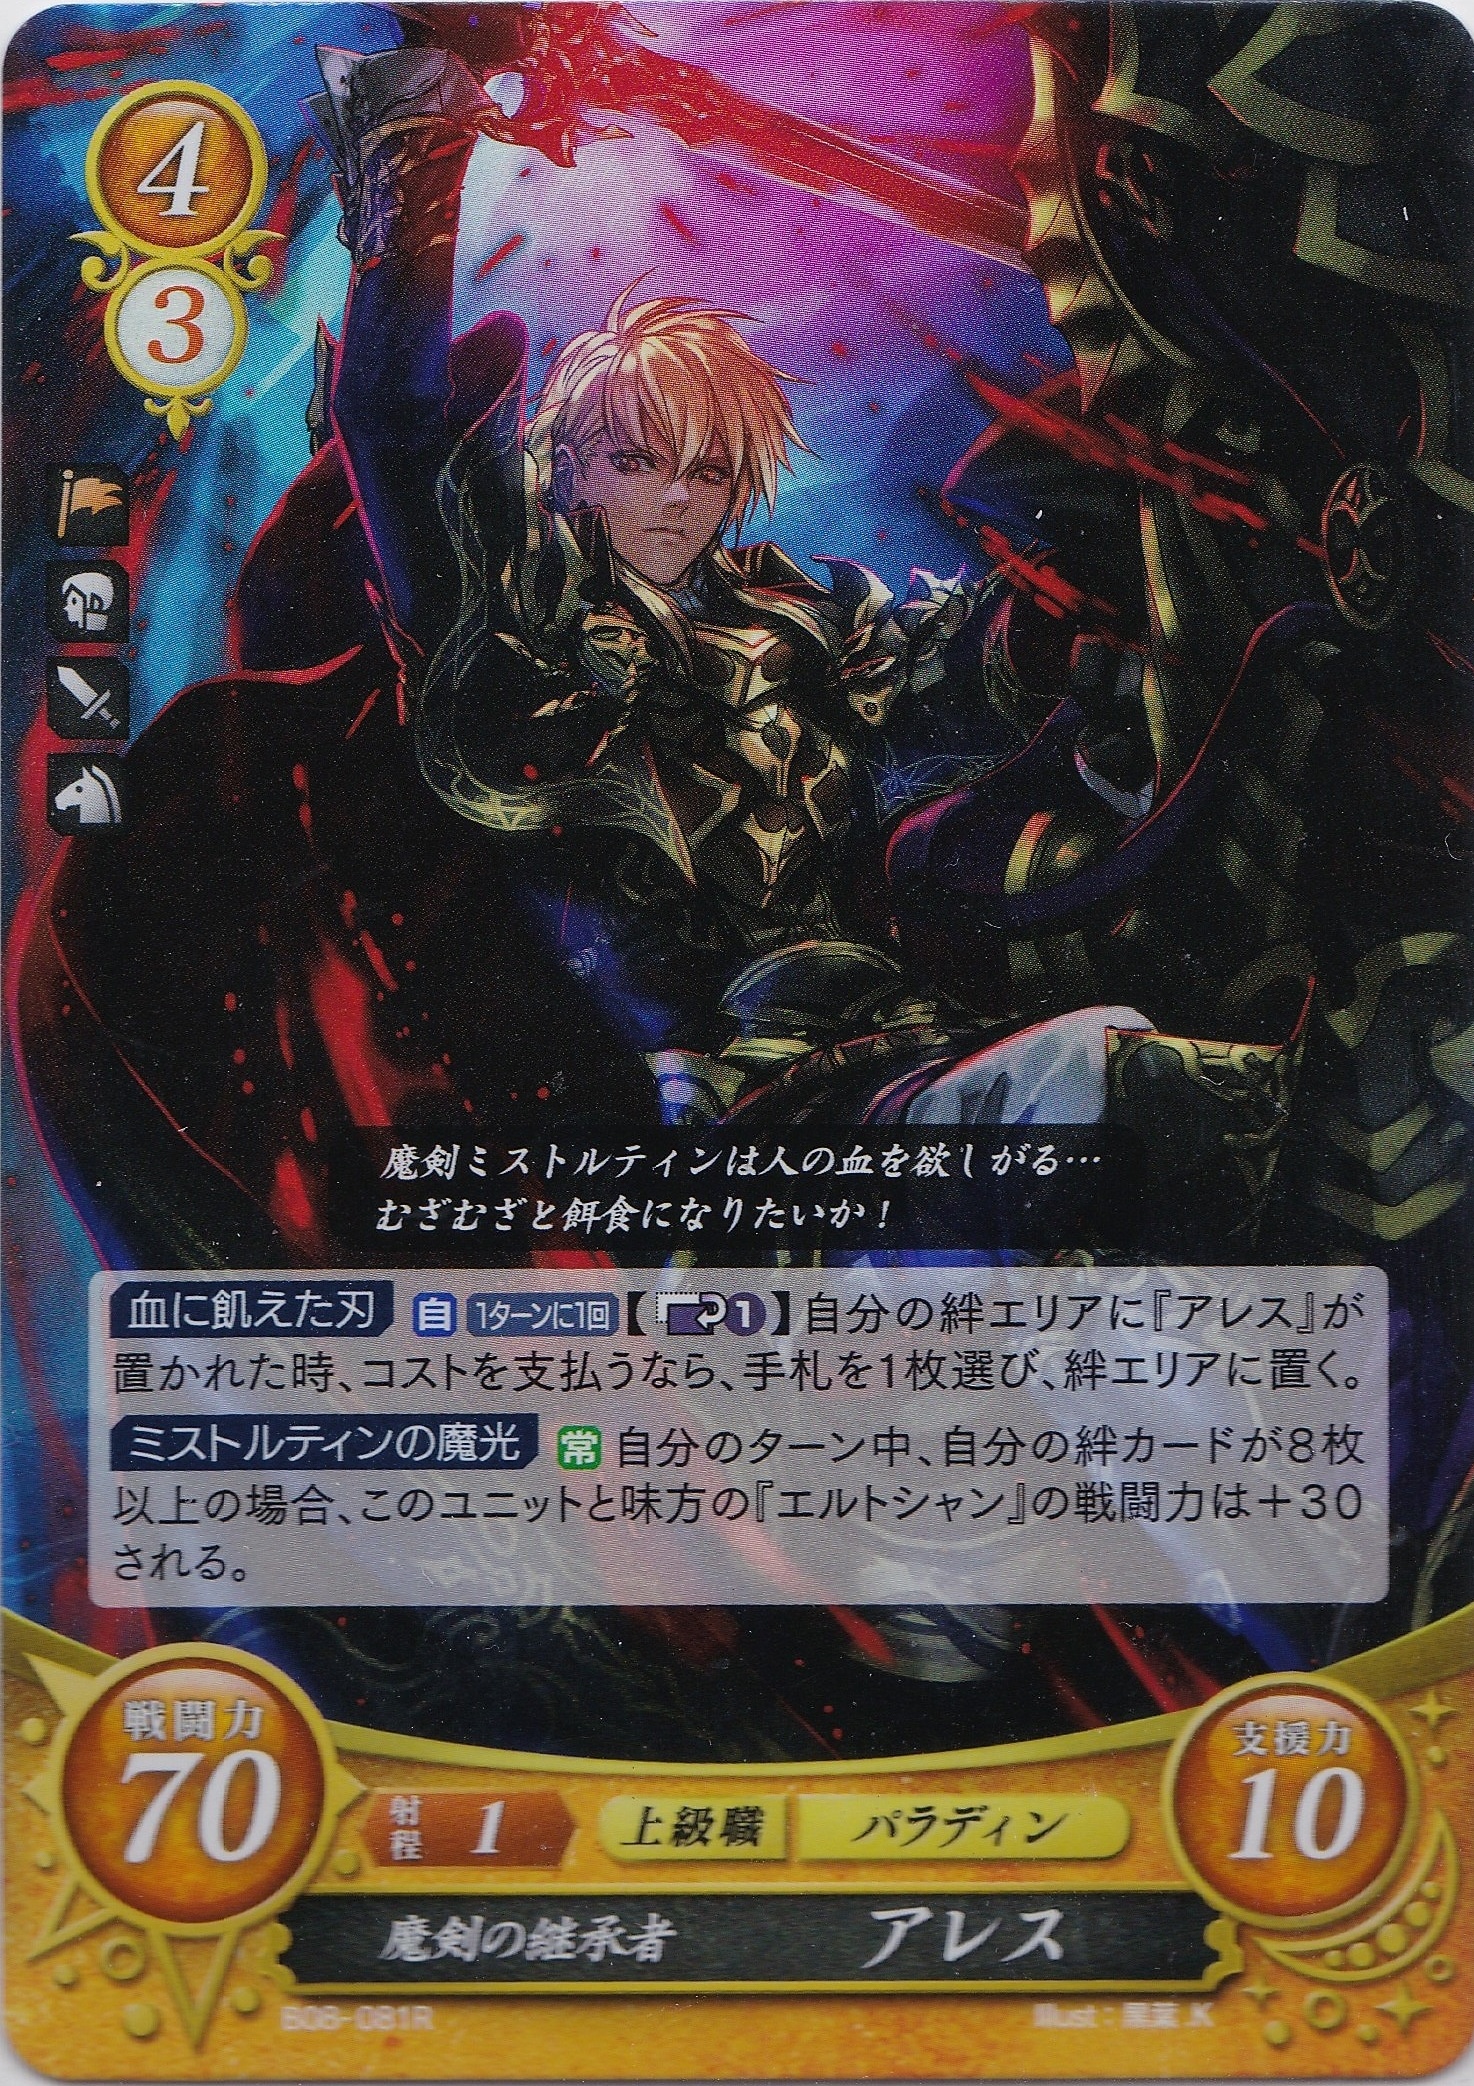 4
3
魔剣ミストルティンは人の血を欲しがる…
むざむざと餌食になりたいか！
血に飢えた刃 自 1ターンに1回【 1】自分の絆エリアに『アレス』が
置かれた時、コストを支払うなら、手札を1枚選び、絆エリアに置く。
ミストルティンの魔光 常 自分のターン中、自分の絆カードが8枚
以上の場合、このユニットと味方の『エルトシャン』の戦闘力は＋30
される。
戦闘力
70
射程 1 上級職 パラディン
支援力
10
魔剣の継承者 アレス
B08-081R Illust：黒葉.K